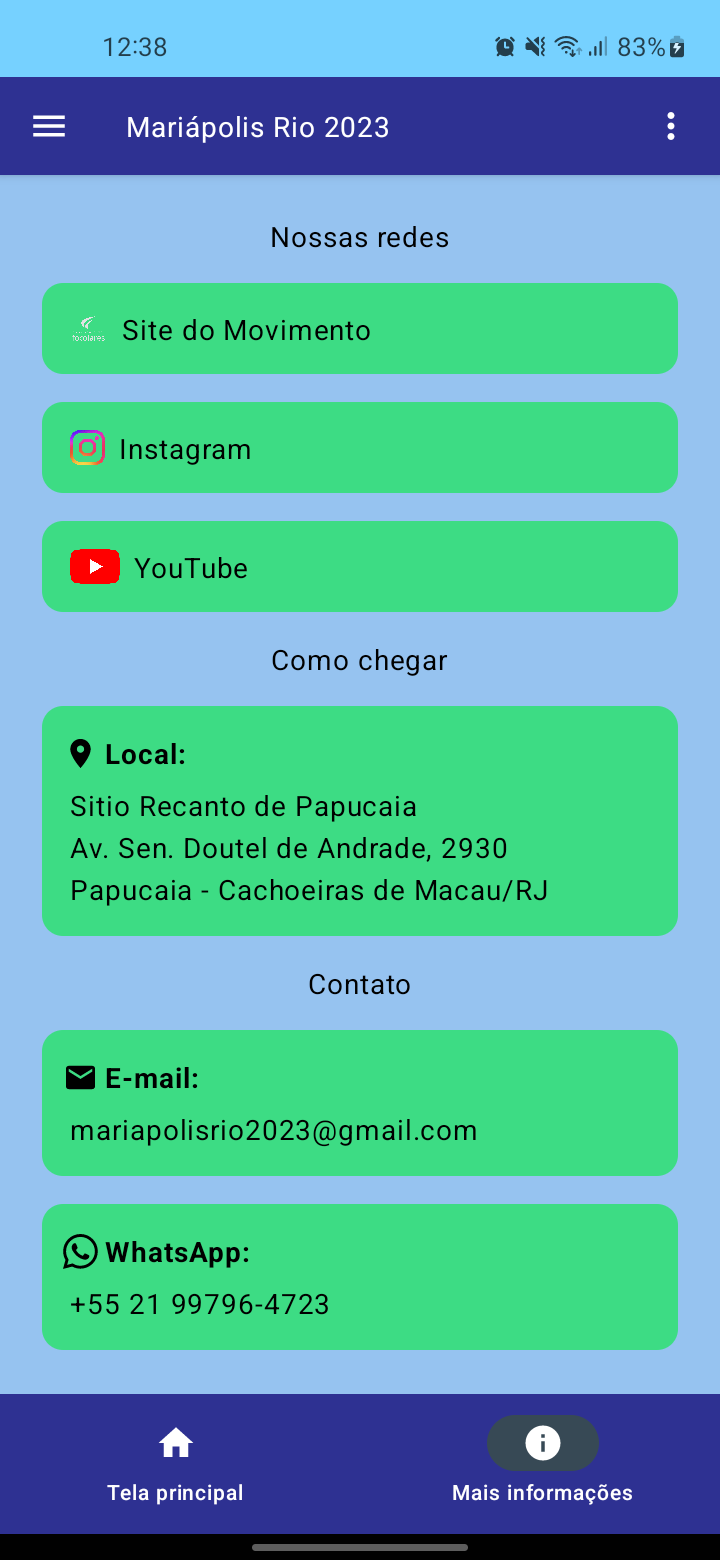 12:38
83%
Mariápolis Rio 2023
Nossas redes
focolares
Site do Movimento
Instagram
YouTube
Como chegar
Local:
Sitio Recanto de Papucaia
Av. Sen. Doutel de Andrade, 2930
Papucaia - Cachoeiras de Macau/RJ
Contato
E-mail:
mariapolisrio2023@gmail.com
WhatsApp:
+55 21 99796-4723
Tela principal
Mais informações